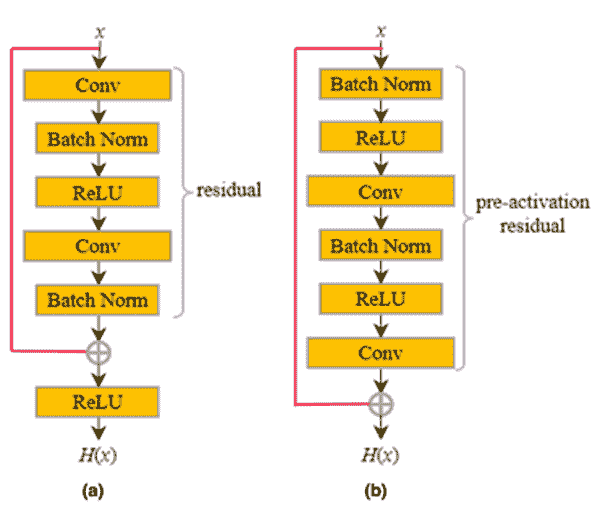 x
Conv
Batch Norm
ReLU
Conv
Batch Norm
residual
ReLU
H(x)
(a)
x
Batch Norm
ReLU
Conv
Batch Norm
ReLU
Conv
pre-activation
residual
H(x)
(b)